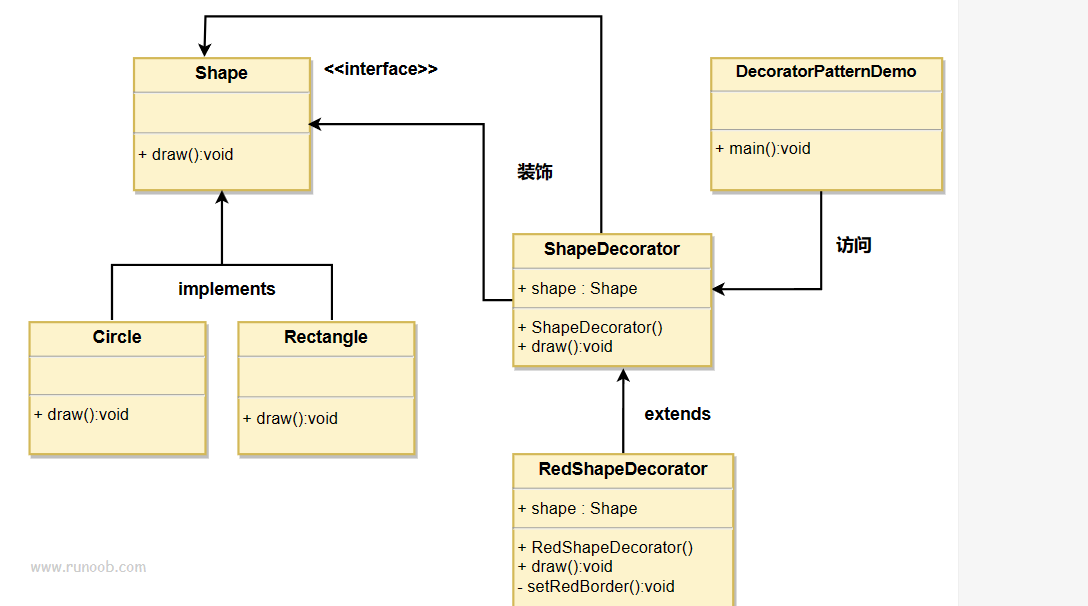 Shape
<<interface>>
+ draw():void
DecoratorPatternDemo
+ main():void
装饰
访问
ShapeDecorator
+ shape : Shape
+ ShapeDecorator()
+ draw():void
implements
Circle
+ draw():void
Rectangle
+ draw():void
extends
RedShapeDecorator
+ shape : Shape
+ RedShapeDecorator()
+ draw():void
- setRedBorder():void
www.runoob.com